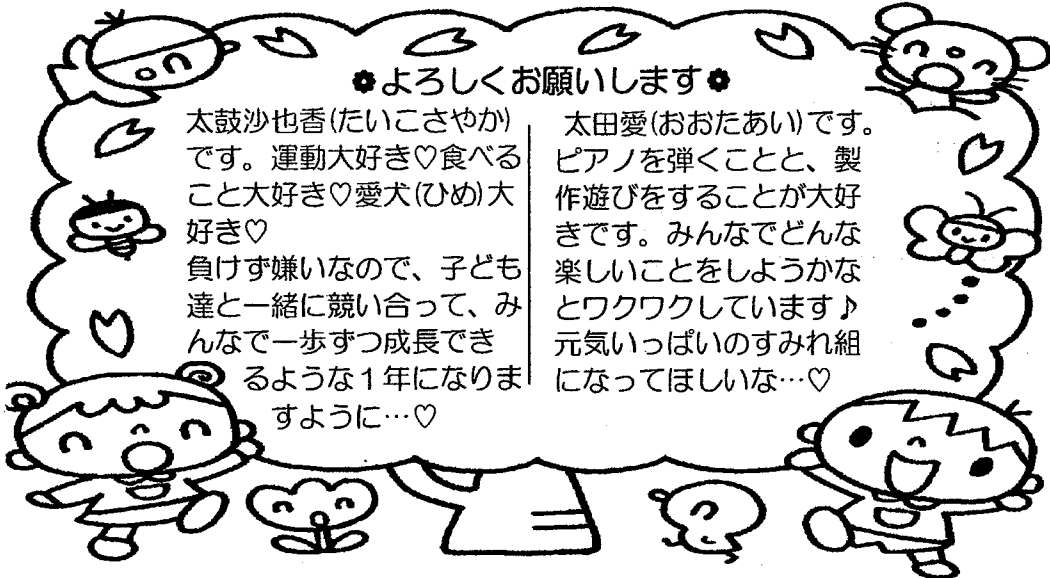 ❁よろしくお願いします❁
太鼓沙也香(たいこさやか)
です。運動大好き♡食べる
こと大好き♡愛犬(ひめ)大
好き♡
負けず嫌いなので、子ども
達と一緒に競い合って、み
んなで一歩ずつ成長でき
るような1年になりま
すように…♡
太田愛(おおたあい)です。
ピアノを弾くことと、製
作遊びをすることが大好
きです。みんなでどんな
楽しいことをしようかな
とワクワクしています♪
元気いっぱいのすみれ組
になってほしいな…♡